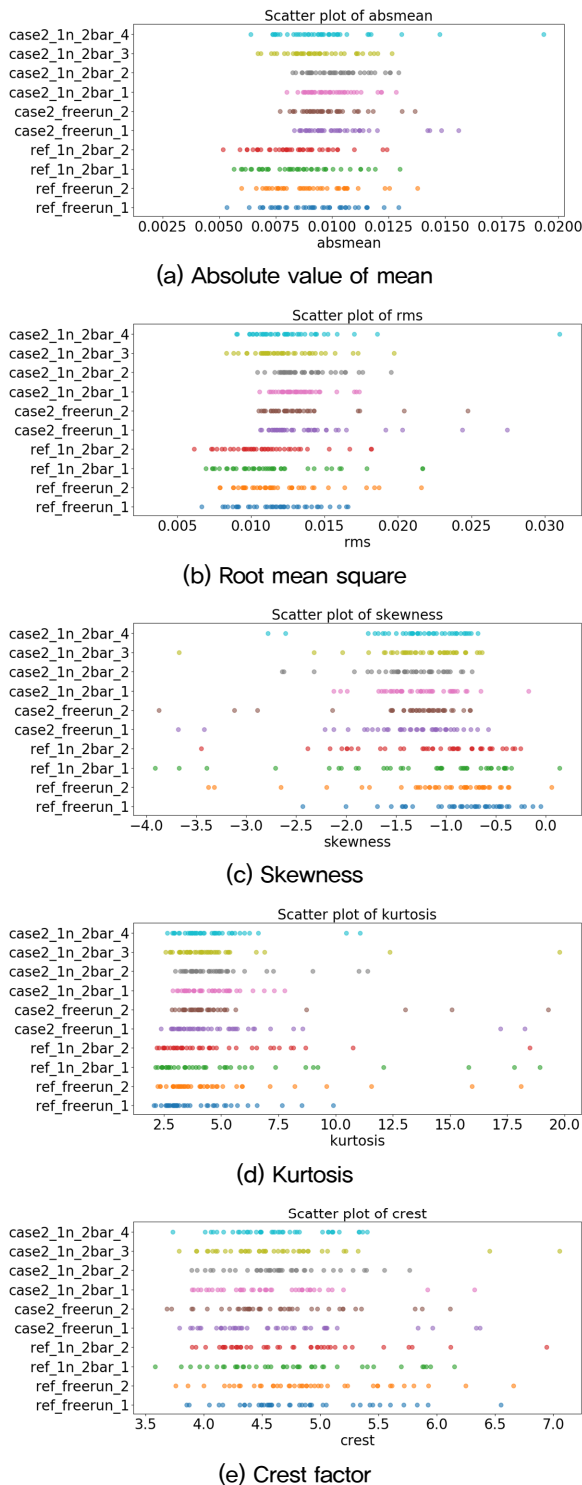 Scatter plot of absmean
case2_1n_2bar_4
case2_1n_2bar_3
case2_1n_2bar_2
case2_1n_2bar_1
case2_freerun_2
case2_freerun_1
ref_1n_2bar_2
ref_1n_2bar_1
ref_freerun_2
ref_freerun_1
0.0025 0.0050 0.0075 0.0100 0.0125 0.0150 0.0175 0.0200
absmean
(a) Absolute value of mean
Scatter plot of rms
case2_1n_2bar_4
case2_1n_2bar_3
case2_1n_2bar_2
case2_1n_2bar_1
case2_freerun_2
case2_freerun_1
ref_1n_2bar_2
ref_1n_2bar_1
ref_freerun_2
ref_freerun_1
0.005 0.010 0.015 0.020 0.025 0.030
rms
(b) Root mean square
Scatter plot of skewness
case2_1n_2bar_4
case2_1n_2bar_3
case2_1n_2bar_2
case2_1n_2bar_1
case2_freerun_2
case2_freerun_1
ref_1n_2bar_2
ref_1n_2bar_1
ref_freerun_2
ref_freerun_1
−4.0 −3.5 −3.0 −2.5 −2.0 −1.5 −1.0 −0.5 0.0
skewness
(c) Skewness
Scatter plot of kurtosis
case2_1n_2bar_4
case2_1n_2bar_3
case2_1n_2bar_2
case2_1n_2bar_1
case2_freerun_2
case2_freerun_1
ref_1n_2bar_2
ref_1n_2bar_1
ref_freerun_2
ref_freerun_1
2.5 5.0 7.5 10.0 12.5 15.0 17.5 20.0
kurtosis
(d) Kurtosis
Scatter plot of crest
case2_1n_2bar_4
case2_1n_2bar_3
case2_1n_2bar_2
case2_1n_2bar_1
case2_freerun_2
case2_freerun_1
ref_1n_2bar_2
ref_1n_2bar_1
ref_freerun_2
ref_freerun_1
3.5 4.0 4.5 5.0 5.5 6.0 6.5 7.0
crest
(e) Crest factor